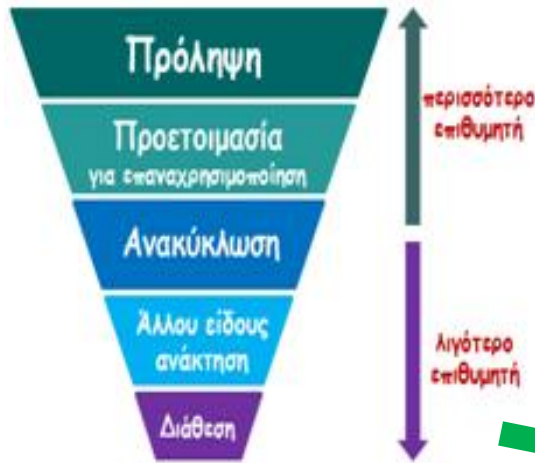 Πρόληψη
Προετοιμασία
για επαναχρησιμοποίηση
Ανακύκλωση
Άλλου είδους
ανάκτηση
Διάθεση
περισσότερο
επιθυμητή
λιγότερο
επιθυμητή